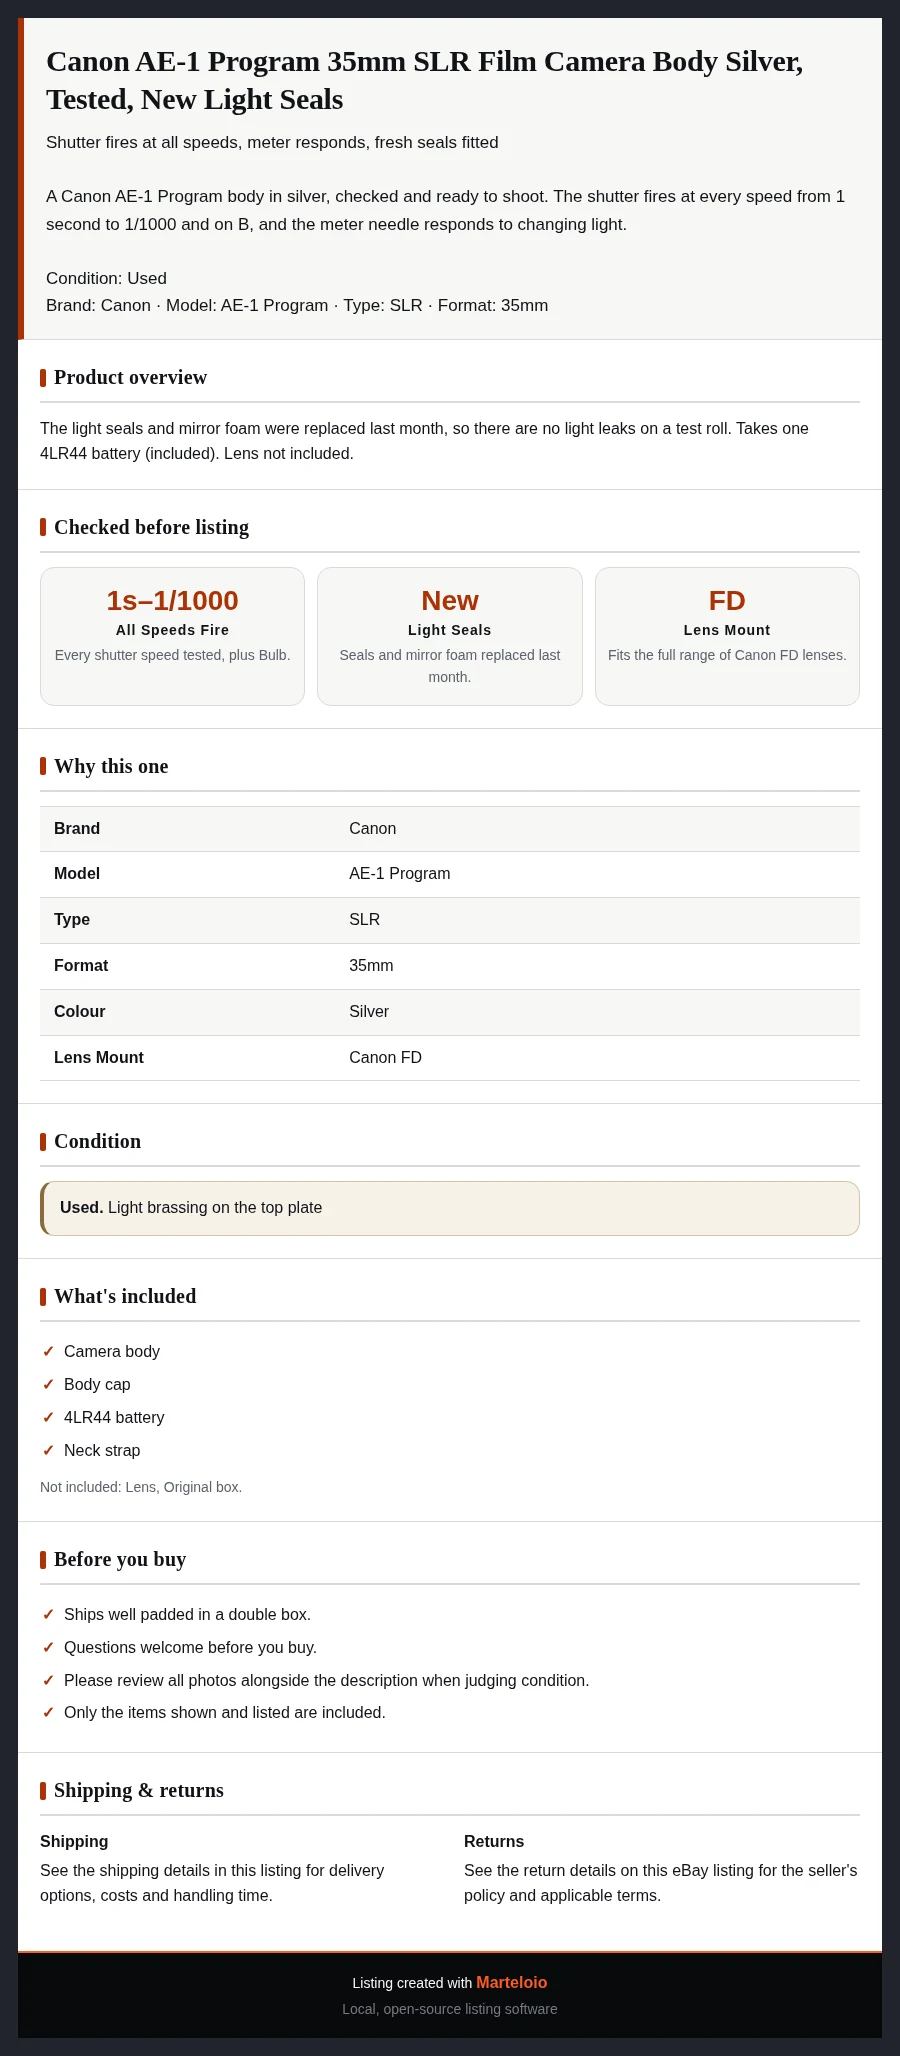 Canon AE-1 Program 35mm SLR Film Camera Body Silver,
Tested, New Light Seals
Shutter fires at all speeds, meter responds, fresh seals fitted
A Canon AE-1 Program body in silver, checked and ready to shoot. The shutter fires at every speed from 1
second to 1/1000 and on B, and the meter needle responds to changing light.
Condition: Used
Brand: Canon · Model: AE-1 Program · Type: SLR · Format: 35mm
Product overview
The light seals and mirror foam were replaced last month, so there are no light leaks on a test roll. Takes one
4LR44 battery (included). Lens not included.
Checked before listing
1s–1/1000
All Speeds Fire
Every shutter speed tested, plus Bulb.
New
Light Seals
Seals and mirror foam replaced last
month.
FD
Lens Mount
Fits the full range of Canon FD lenses.
Why this one
Brand Canon
Model AE-1 Program
Type SLR
Format 35mm
Colour Silver
Lens Mount Canon FD
Condition
Used. Light brassing on the top plate
What's included
✓ Camera body
✓ Body cap
✓ 4LR44 battery
✓ Neck strap
Not included: Lens, Original box.
Before you buy
✓ Ships well padded in a double box.
✓ Questions welcome before you buy.
✓ Please review all photos alongside the description when judging condition.
✓ Only the items shown and listed are included.
Shipping & returns
Shipping
See the shipping details in this listing for delivery
options, costs and handling time.
Returns
See the return details on this eBay listing for the seller's
policy and applicable terms.
Listing created with Marteloio
Local, open-source listing software